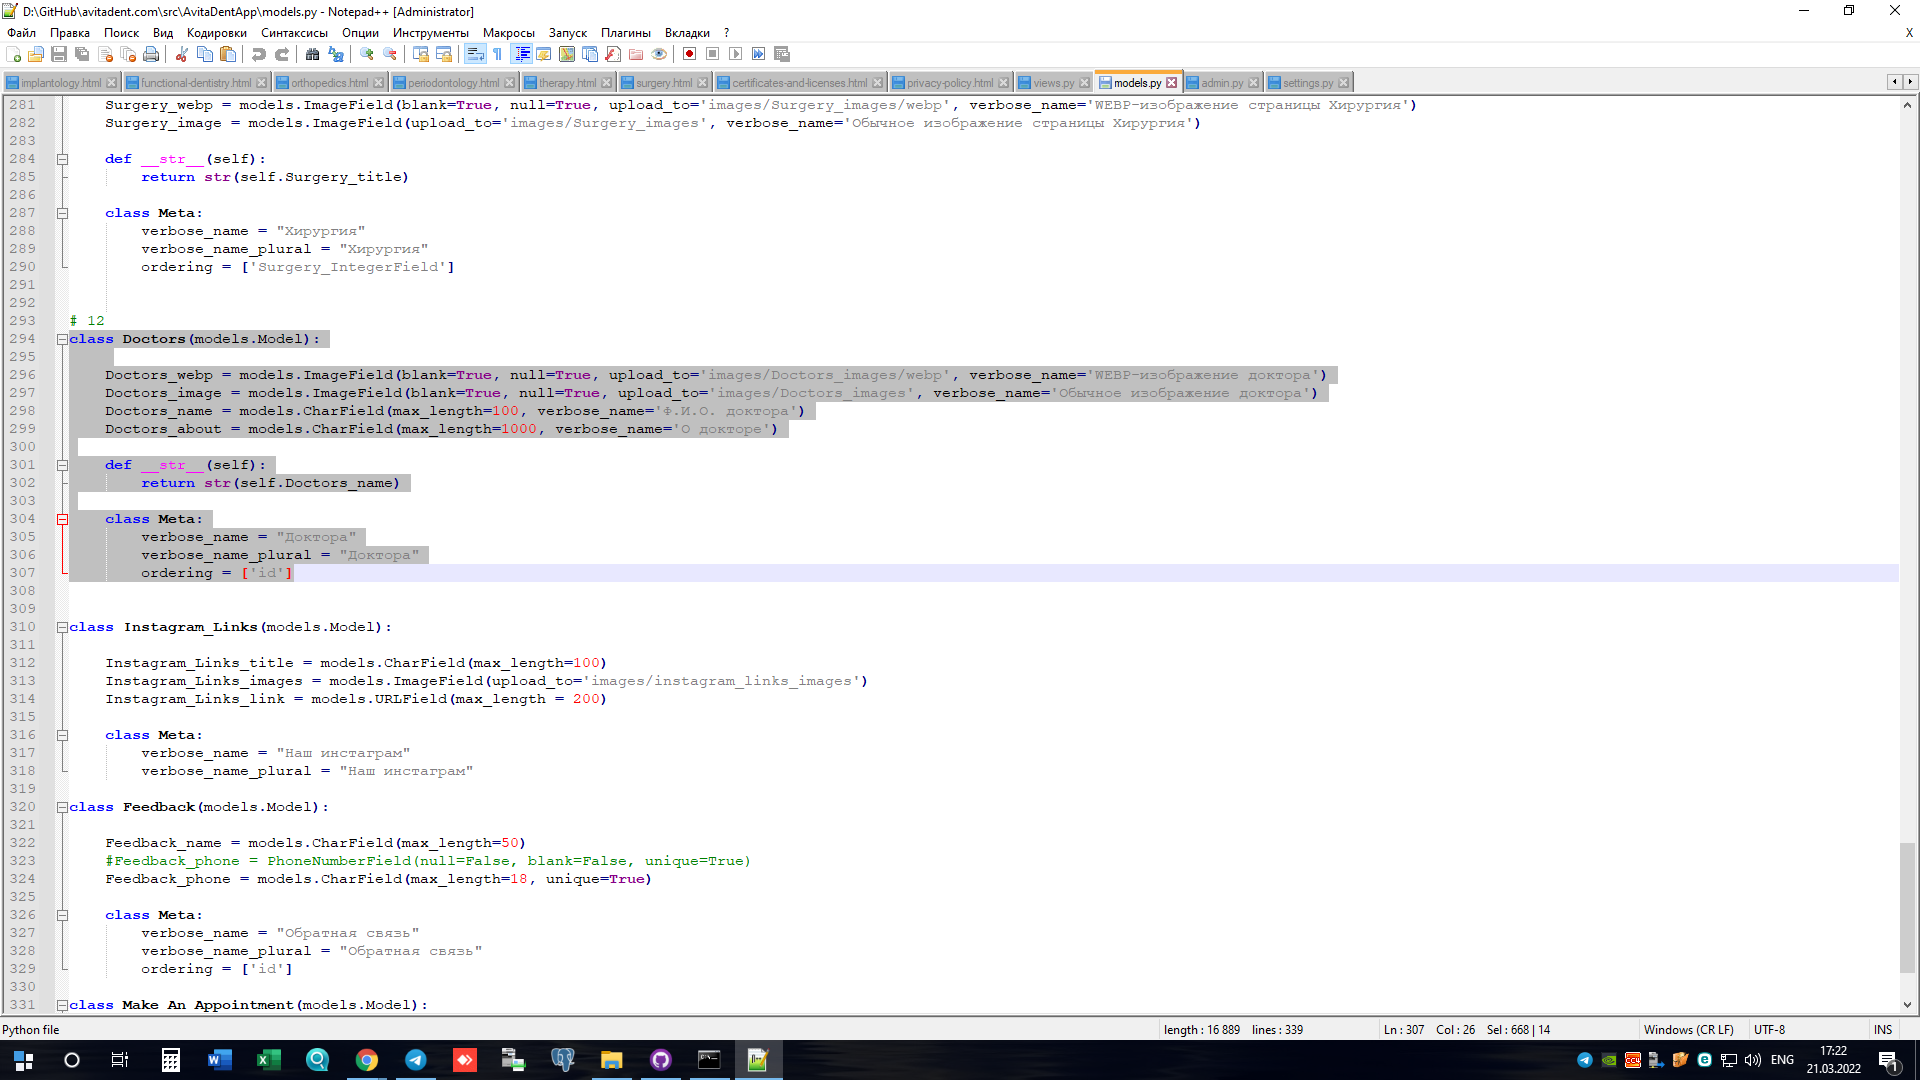 D:\GitHub\avitadent.com\src\AvitaDentApp\models.py - Notepad++ [Administrator]
Файл Правка Поиск Вид Кодировки Синтаксисы Опции Инструменты Макросы Запуск Плагины Вкладки ? X
implantology.html functional-dentistry.html orthopedics.html periodontology.html therapy.html surgery.html certificates-and-licenses.html privacy-policy.html views.py models.py admin.py settings.py
281 Surgery_webp = models.ImageField(blank=True, null=True, upload_to='images/Surgery_images/webp', verbose_name='WEBP-изображение страницы Хирургия')
282 Surgery_image = models.ImageField(upload_to='images/Surgery_images', verbose_name='Обычное изображение страницы Хирургия')
283
284 def __str__(self):
285 return str(self.Surgery_title)
286
287 class Meta:
288 verbose_name = "Хирургия"
289 verbose_name_plural = "Хирургия"
290 ordering = ['Surgery_IntegerField']
291
292
293 # 12
294 class Doctors(models.Model):
295
296 Doctors_webp = models.ImageField(blank=True, null=True, upload_to='images/Doctors_images/webp', verbose_name='WEBP-изображение доктора')
297 Doctors_image = models.ImageField(blank=True, null=True, upload_to='images/Doctors_images', verbose_name='Обычное изображение доктора')
298 Doctors_name = models.CharField(max_length=100, verbose_name='Ф.И.О. доктора')
299 Doctors_about = models.CharField(max_length=1000, verbose_name='О докторе')
300
301 def __str__(self):
302 return str(self.Doctors_name)
303
304 class Meta:
305 verbose_name = "Доктора"
306 verbose_name_plural = "Доктора"
307 ordering = ['id']
308
309
310 class Instagram_Links(models.Model):
311
312 Instagram_Links_title = models.CharField(max_length=100)
313 Instagram_Links_images = models.ImageField(upload_to='images/instagram_links_images')
314 Instagram_Links_link = models.URLField(max_length = 200)
315
316 class Meta:
317 verbose_name = "Наш инстаграм"
318 verbose_name_plural = "Наш инстаграм"
319
320 class Feedback(models.Model):
321
322 Feedback_name = models.CharField(max_length=50)
323 #Feedback_phone = PhoneNumberField(null=False, blank=False, unique=True)
324 Feedback_phone = models.CharField(max_length=18, unique=True)
325
326 class Meta:
327 verbose_name = "Обратная связь"
328 verbose_name_plural = "Обратная связь"
329 ordering = ['id']
330
331 class Make_An_Appointment(models.Model):
Python file length : 16 889 lines : 339 Ln : 307 Col : 26 Sel : 668 | 14 Windows (CR LF) UTF-8 INS
ENG 17:22
21.03.2022 1